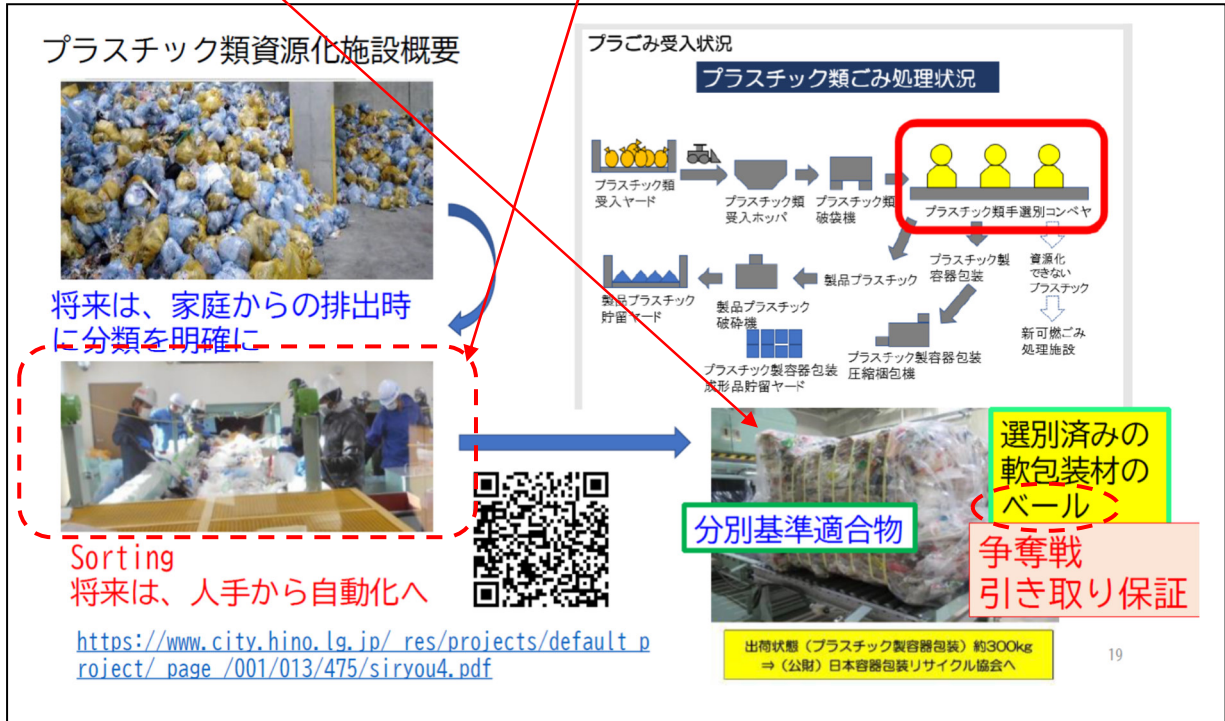 プラスチック類資源化施設概要
将来は、家庭からの排出時
に分類を明確に
Sorting
将来は、人手から自動化へ
https://www.city.hino.lg.jp/_res/projects/default_p
roject/_page_/001/013/475/siryou4.pdf
プラごみ受入状況
プラスチック類ごみ処理状況
プラスチック類
受入ヤード
プラスチック類
受入ホッパ
プラスチック類
破袋機
プラスチック類手選別コンベヤ
製品プラスチック
貯留ヤード
製品プラスチック
破砕機
製品プラスチック
プラスチック製
容器包装
資源化
できない
プラスチック
新可燃ごみ
処理施設
プラスチック製容器包装
成形品貯留ヤード
プラスチック製容器包装
圧縮梱包機
分別基準適合物
選別済みの
軟包装材の
ベール
争奪戦
引き取り保証
出荷状態（プラスチック製容器包装）約300kg
⇒（公財）日本容器包装リサイクル協会へ
19